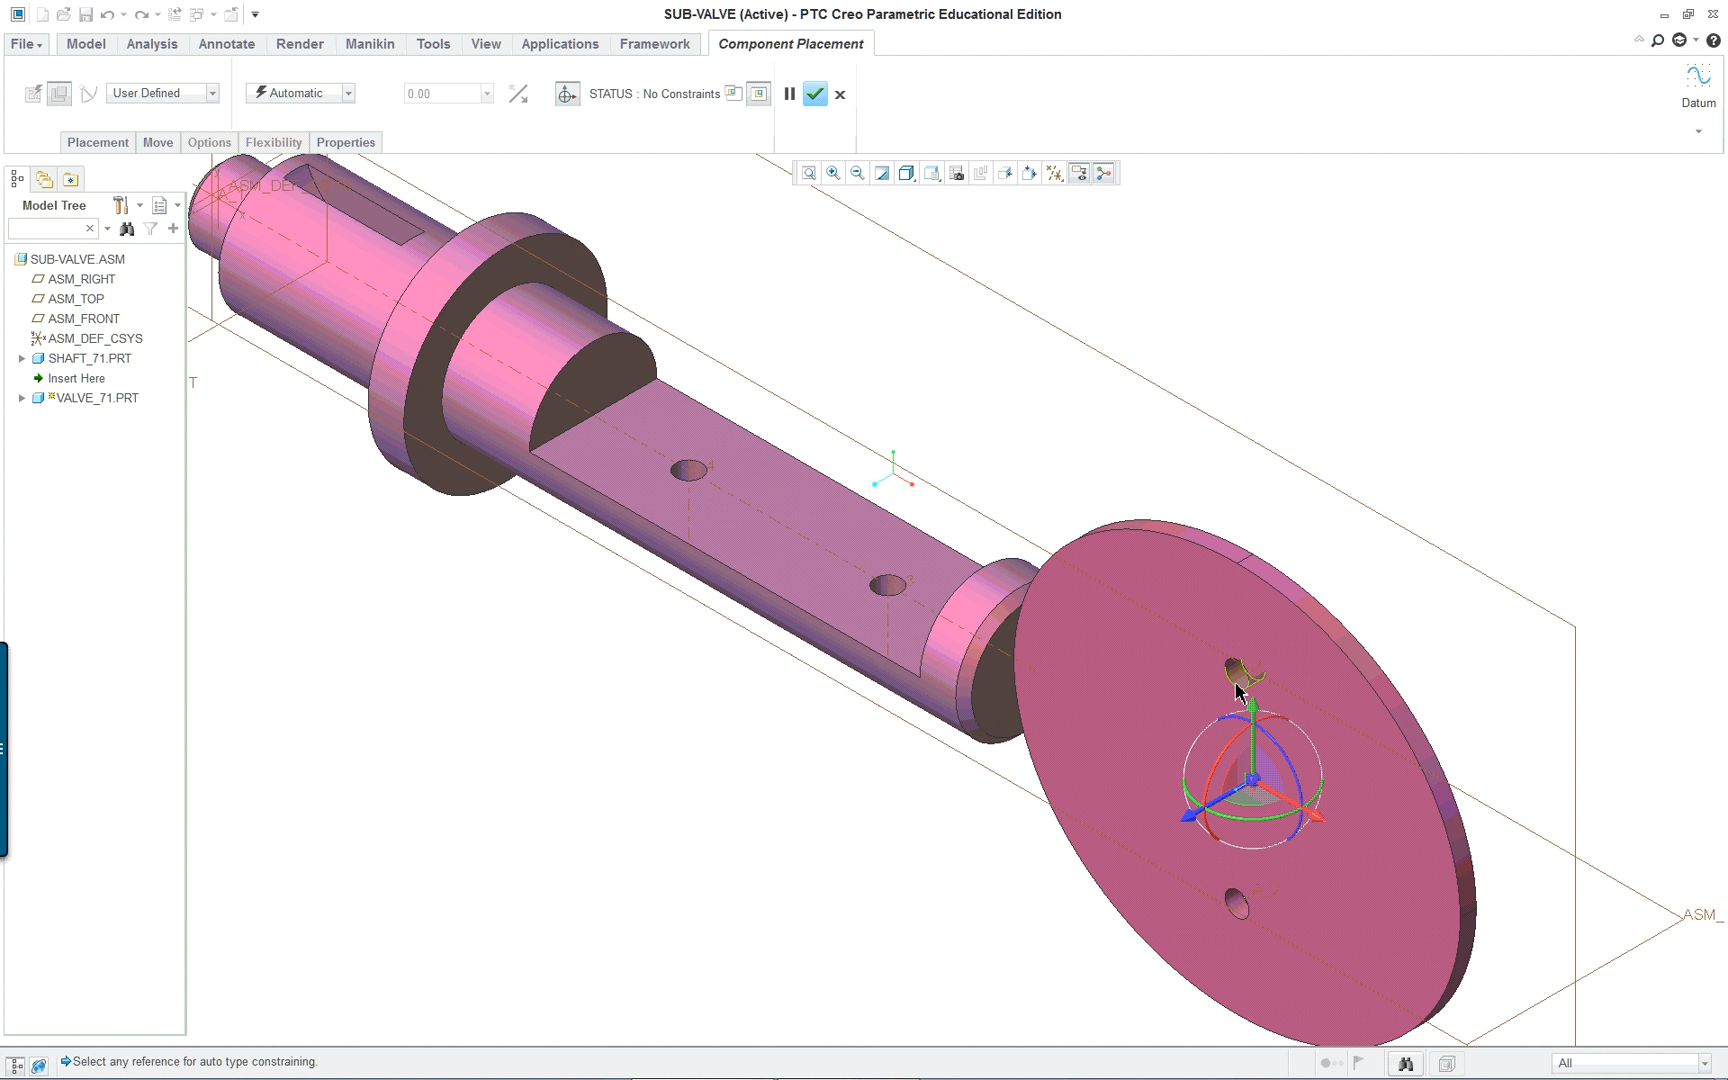 SUB-VALVE (Active) - PTC Creo Parametric Educational Edition
File Model Analysis Annotate Render Manikin Tools View Applications Framework Component Placement
User Defined Automatic 0.00 STATUS : No Constraints
Datum
Placement Move Options Flexibility Properties
Model Tree
SUB-VALVE.ASM
ASM_RIGHT
ASM_TOP
ASM_FRONT
ASM_DEF_CSYS
SHAFT_71.PRT
Insert Here
VALVE_71.PRT
ASM_DEF
T
4
3
ASM_
Select any reference for auto type constraining.
All